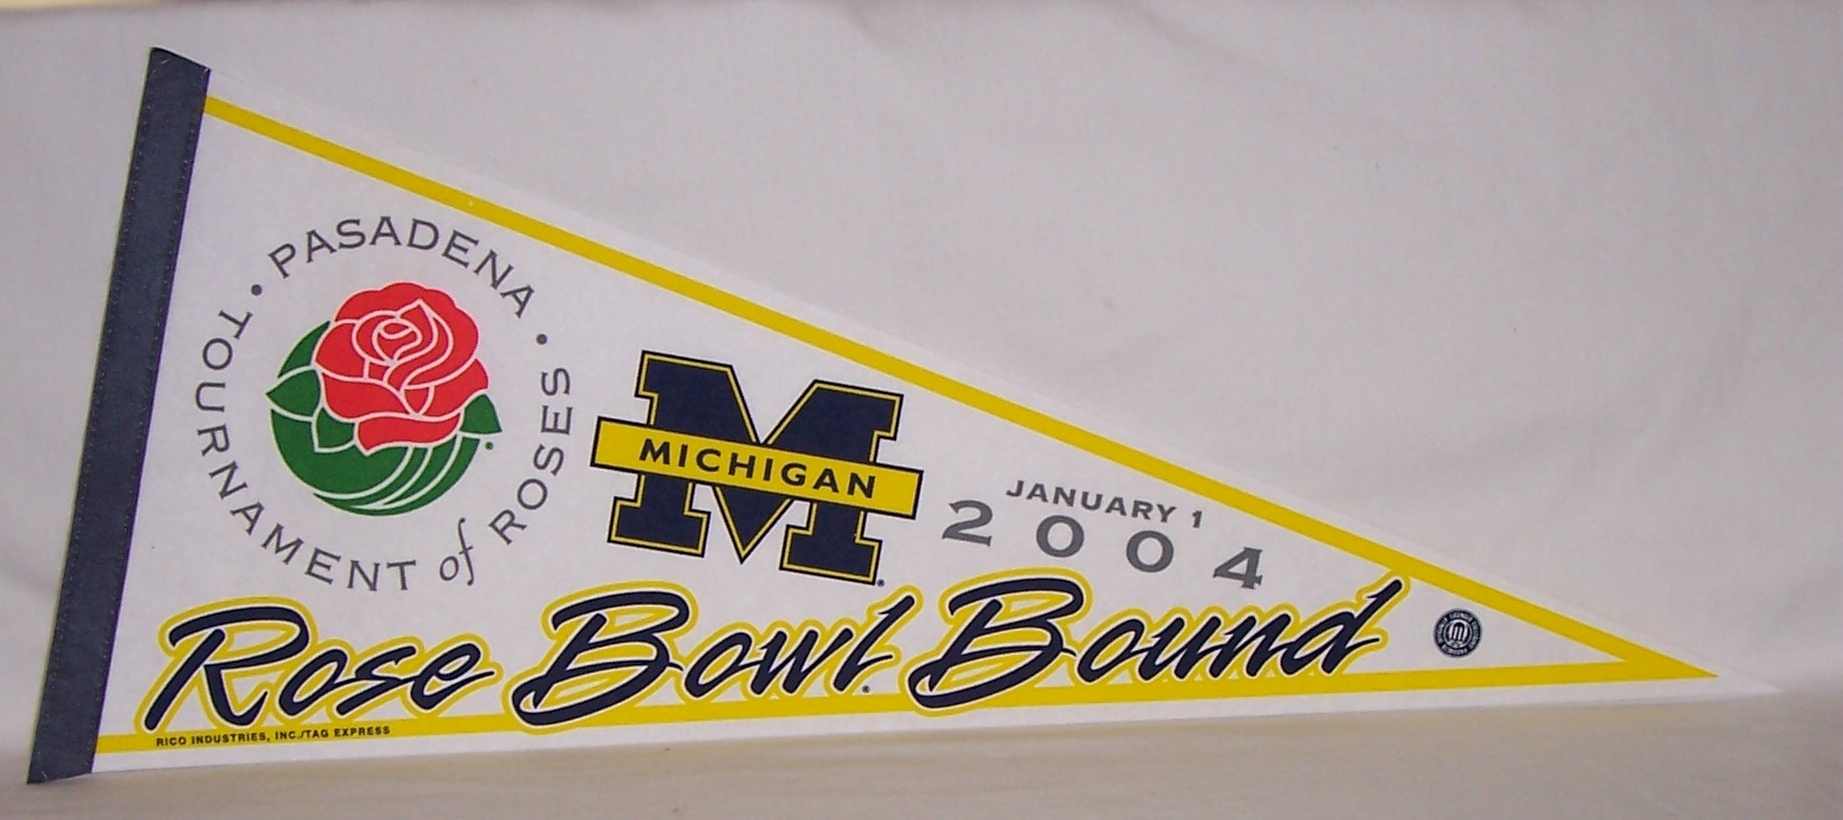 • PASADENA •
TOURNAMENT of ROSES
MICHIGAN
JANUARY 1
2004
Rose Bowl Bound
RICO INDUSTRIES, INC./TAG EXPRESS